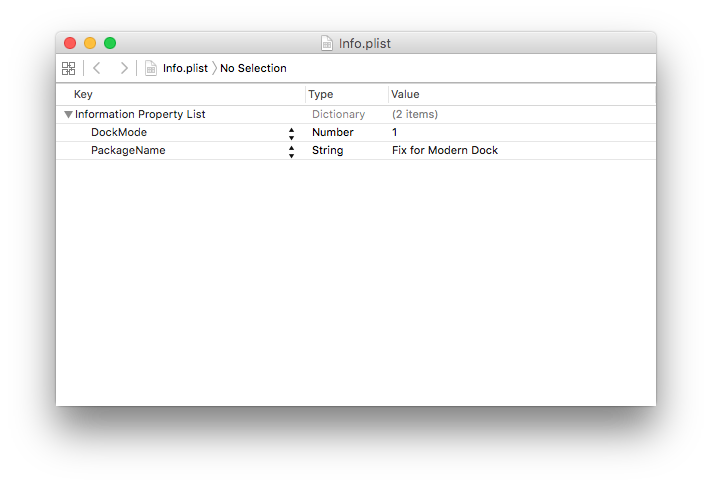 Info.plist
Info.plist No Selection
Key Type Value
Information Property List Dictionary (2 items)
DockMode Number 1
PackageName String Fix for Modern Dock